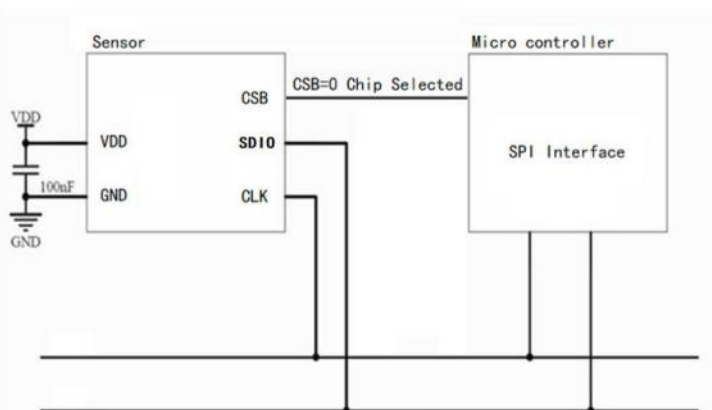 Sensor
Micro controller
CSB=0 Chip Selected
CSB
VDD
VDD
SDIO
SPI Interface
100nF
GND
CLK
GND